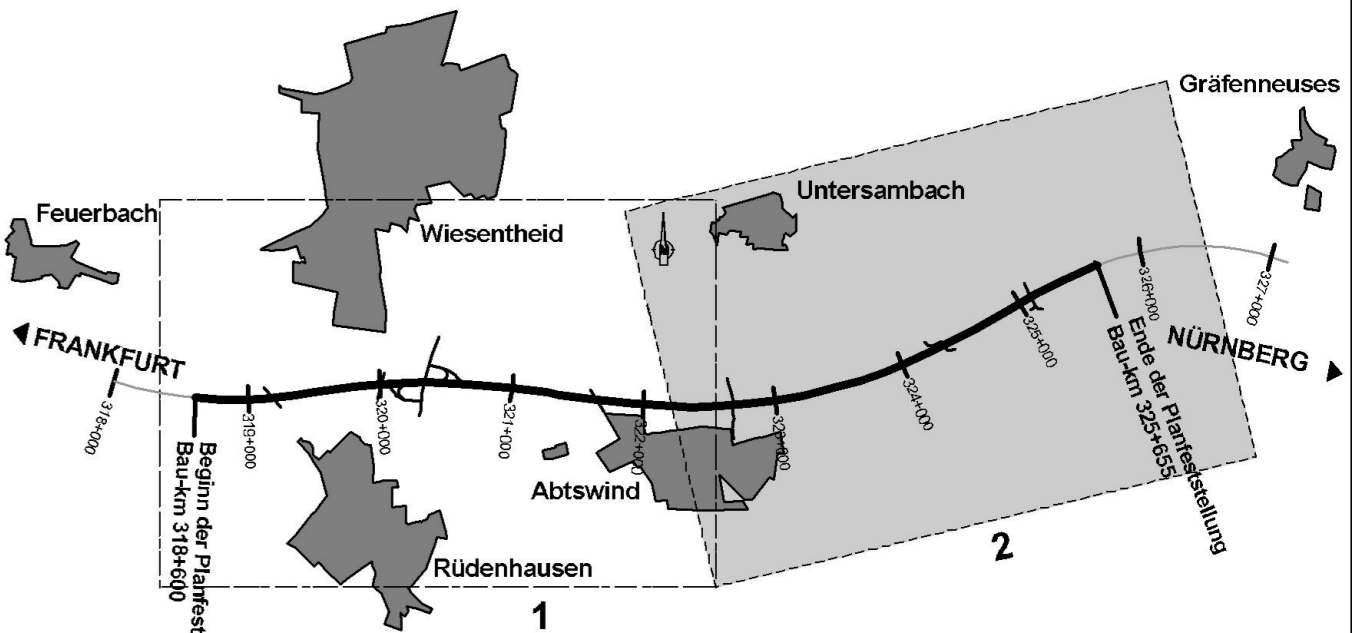 Gräfenneuses
Untersambach
Feuerbach
Wiesentheid
N
◄ FRANKFURT
NÜRNBERG ►
318+000
319+000
320+000
321+000
322+000
323+000
324+000
325+000
326+000
327+000
Beginn der Planfest
Bau-km 318+600
Ende der Planfeststellung
Bau-km 325+655
Abtswind
Rüdenhausen
1
2